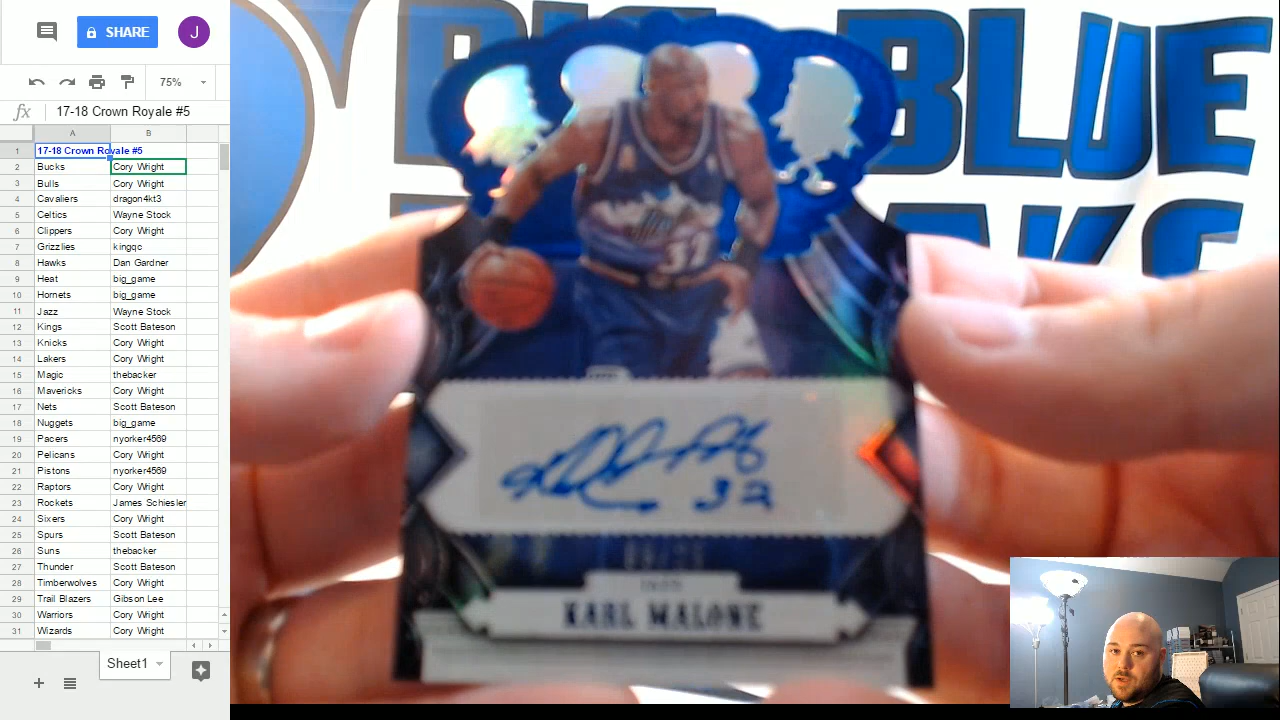 SHARE
J
75%
fx
17-18 Crown Royale #5
A
B
1 17-18 Crown Royale #5
2 Bucks Cory Wright
3 Bulls Cory Wright
4 Cavaliers dragon4kt3
5 Celtics Wayne Stock
6 Clippers Cory Wright
7 Grizzlies kingqc
8 Hawks Dan Gardner
9 Heat big_game
10 Hornets big_game
11 Jazz Wayne Stock
12 Kings Scott Bateson
13 Knicks Cory Wright
14 Lakers Cory Wright
15 Magic thebacker
16 Mavericks Cory Wright
17 Nets Scott Bateson
18 Nuggets big_game
19 Pacers nyorker4569
20 Pelicans Cory Wright
21 Pistons nyorker4569
22 Raptors Cory Wright
23 Rockets James Schiesler
24 Sixers Cory Wright
25 Spurs Scott Bateson
26 Suns thebacker
27 Thunder Scott Bateson
28 Timberwolves Cory Wright
29 Trail Blazers Gibson Lee
30 Warriors Cory Wright
31 Wizards Cory Wright
Sheet1
BIG BLUE
32
32
KARL MALONE